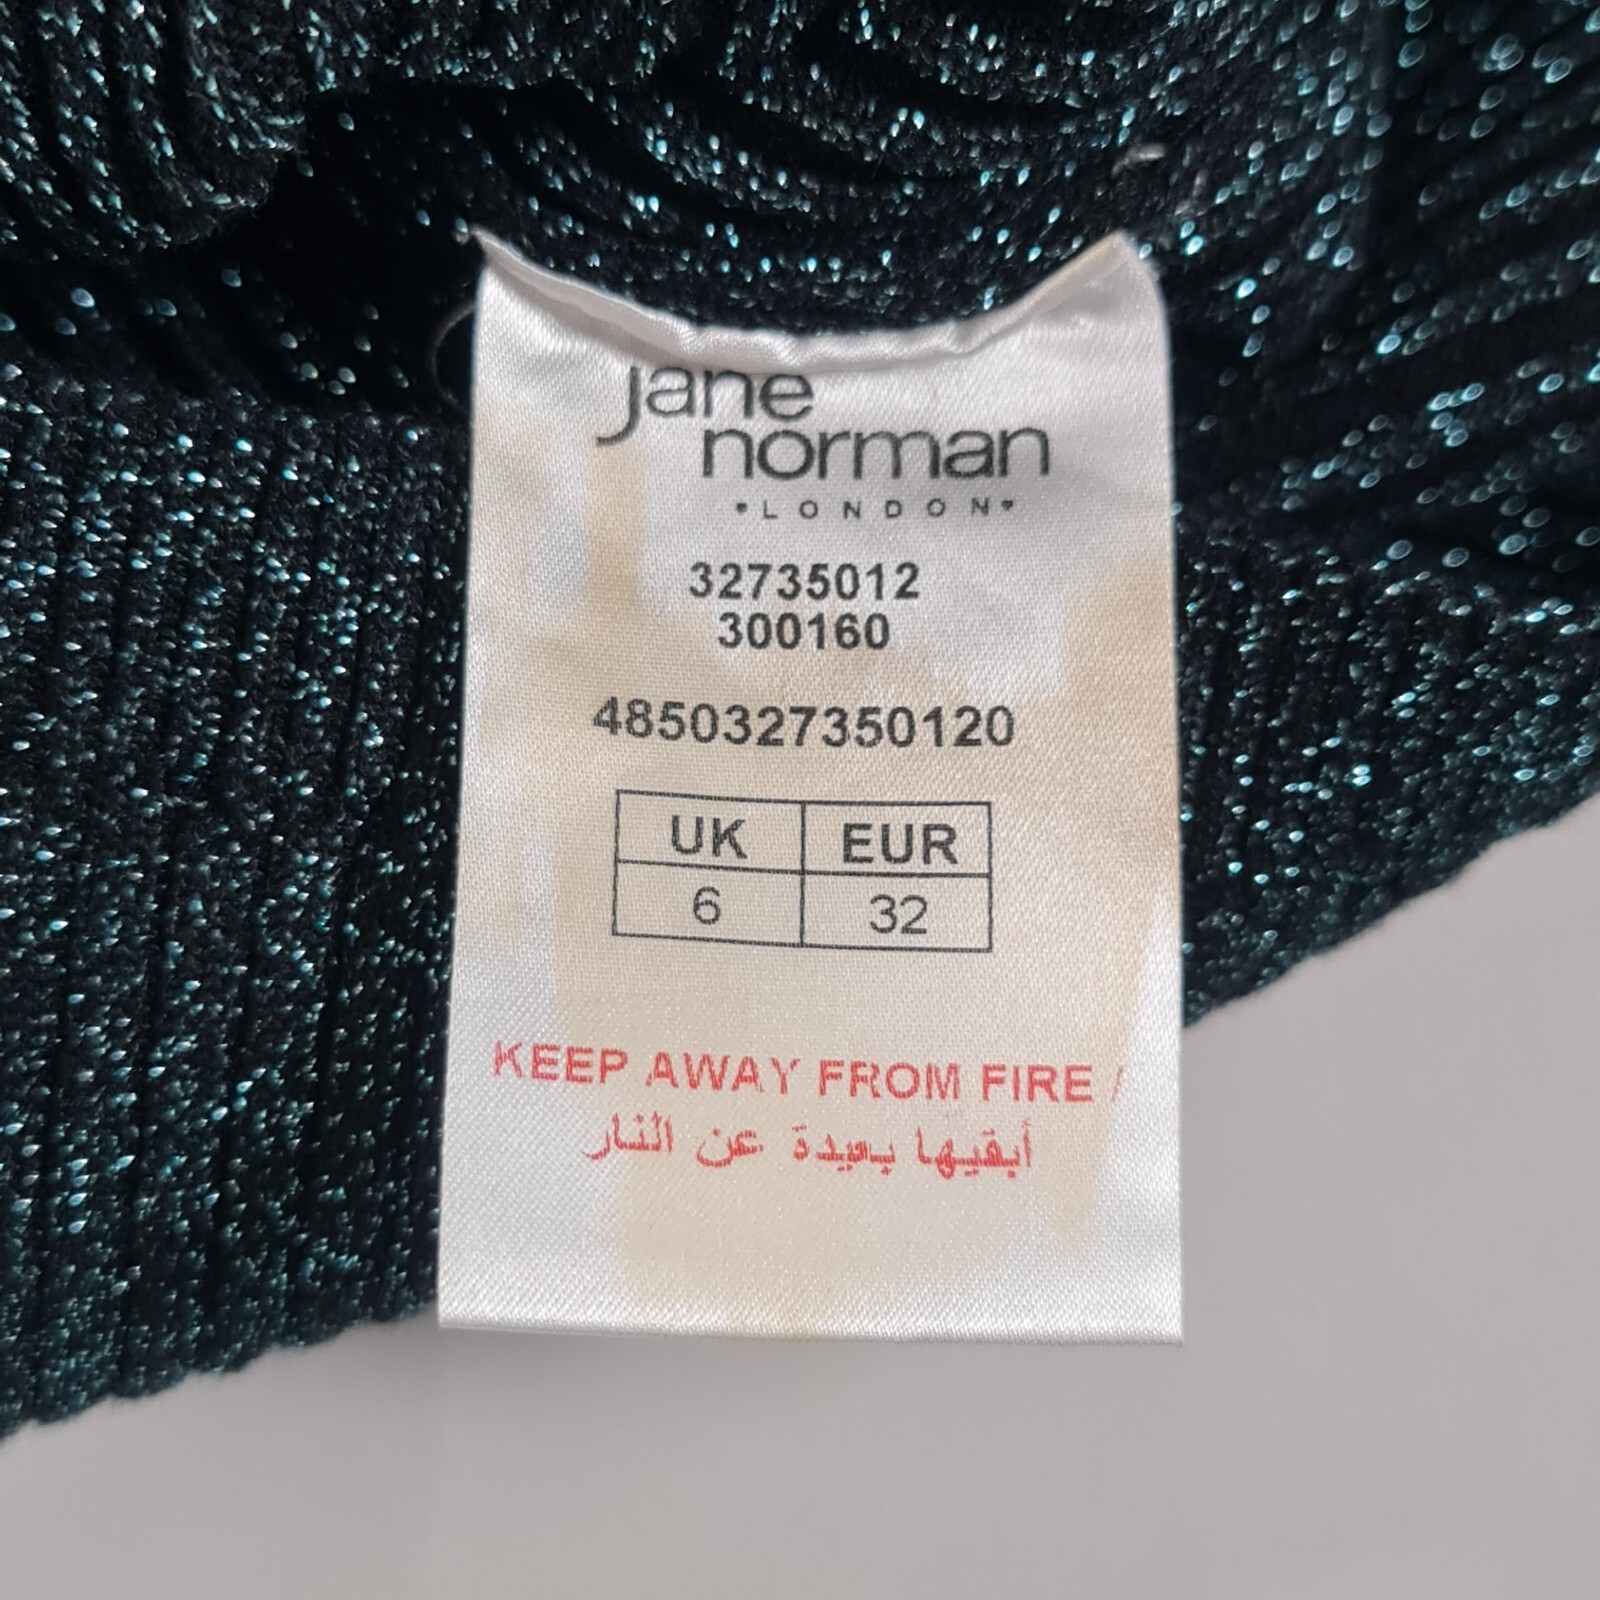 jane
norman
♥LONDON♥
32735012
300160
4850327350120
UK EUR
6 32
KEEP AWAY FROM FIRE /
أبقيها بعيدة عن النار